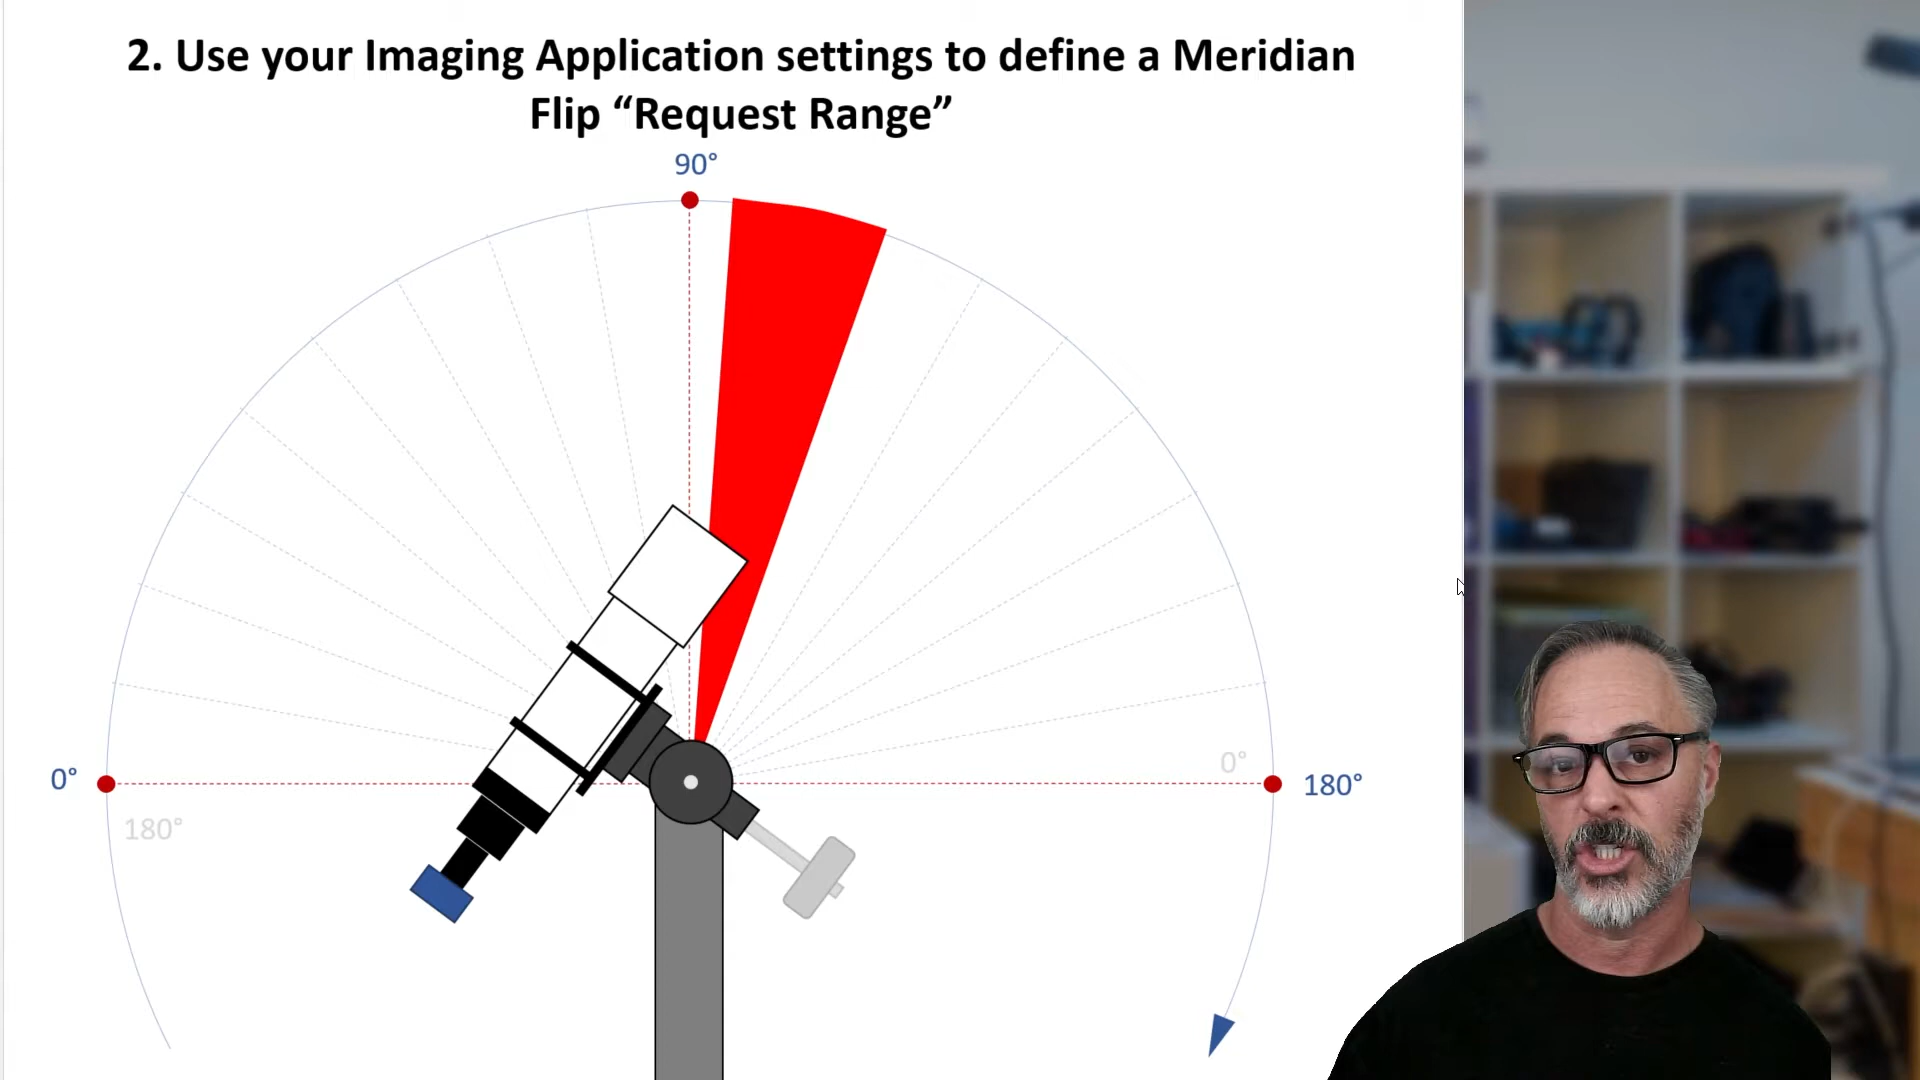 2. Use your Imaging Application settings to define a Meridian
Flip “Request Range”
90°
0°
0°
180°
180°